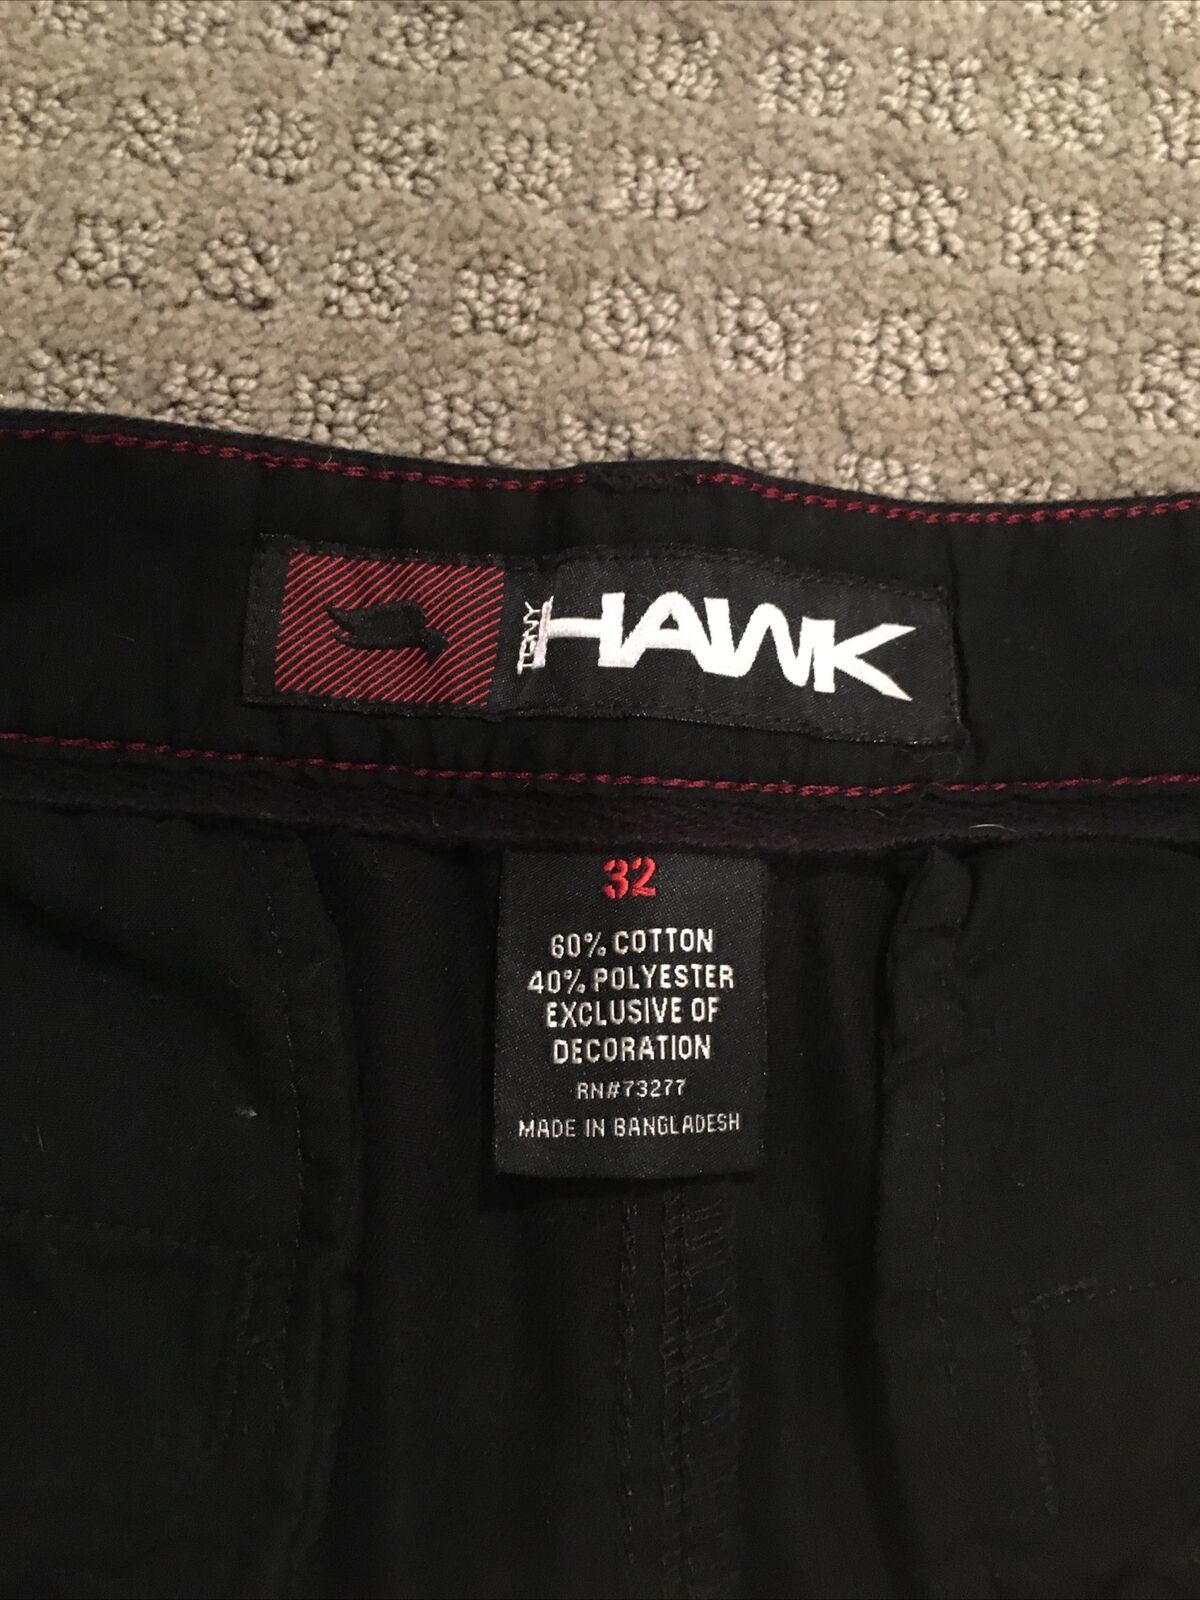 TONY HAWK
32
60% COTTON
40% POLYESTER
EXCLUSIVE OF
DECORATION
RN#73277
MADE IN BANGLADESH